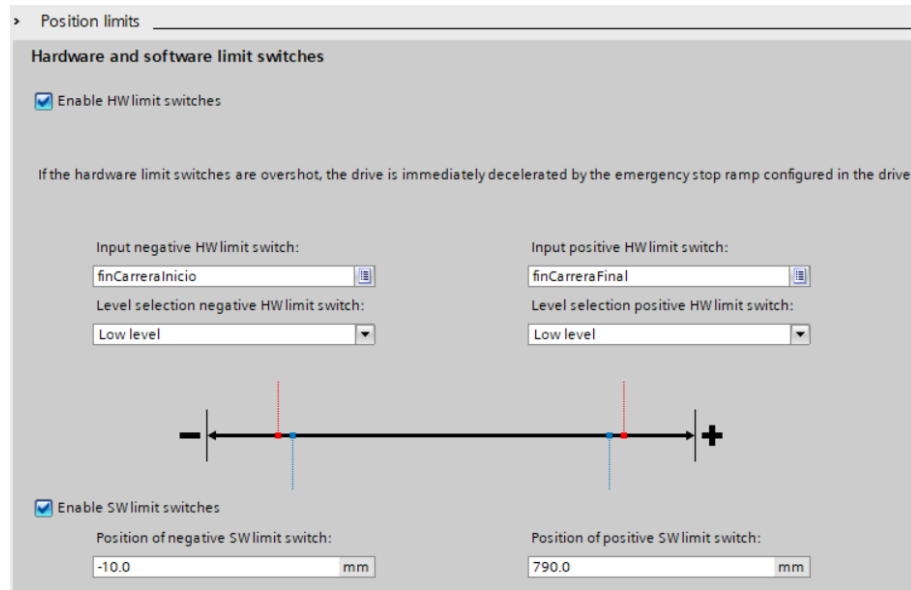 Position limits
Hardware and software limit switches
Enable HW limit switches
If the hardware limit switches are overshot, the drive is immediately decelerated by the emergency stop ramp configured in the drive
Input negative HW limit switch:
Input positive HW limit switch:
finCarreraInicio
finCarreraFinal
Level selection negative HW limit switch:
Level selection positive HW limit switch:
Low level
Low level
Enable SW limit switches
Position of negative SW limit switch:
Position of positive SW limit switch:
-10.0 mm
790.0 mm